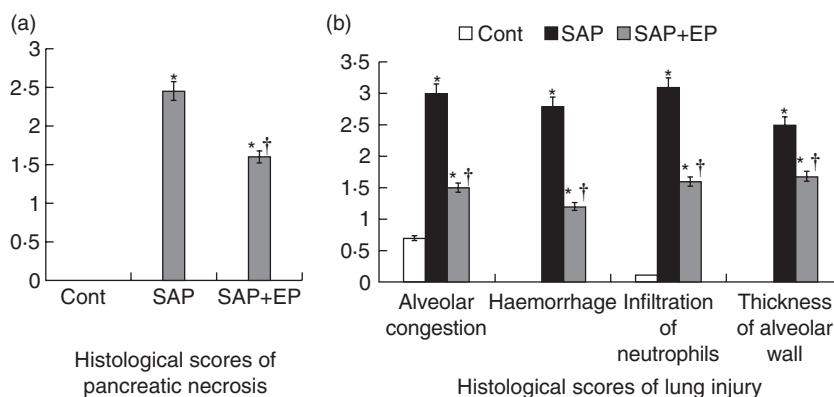 (a)
3
2·5
2
1·5
1
0·5
0
*
* †
Cont SAP SAP+EP
Histological scores of
pancreatic necrosis
(b)
Cont SAP SAP+EP
3·5
3
2·5
2
1·5
1
0·5
0
* * * *
* † * † * † * †
Alveolar Haemorrhage Infiltration Thickness
congestion of of alveolar
neutrophils wall
Histological scores of lung injury